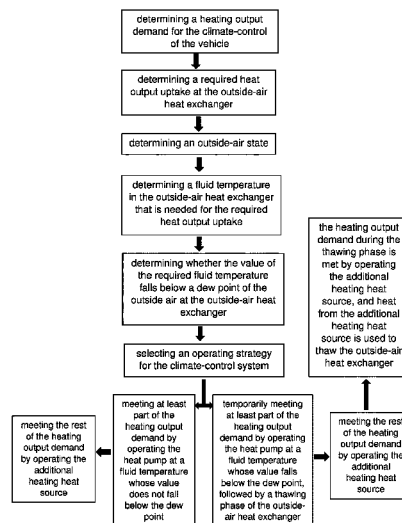 determining a heating output
demand for the climate-control
of the vehicle
determining a required heat
output uptake at the outside-air
heat exchanger
determining an outside-air state
determining a fluid temperature
in the outside-air heat exchanger
that is needed for the required
heat output uptake
determining whether the value of
the required fluid temperature
falls below a dew point of the
outside air at the outside-air heat
exchanger
selecting an operating strategy
for the climate-control system
meeting at least
part of the
heating output
demand by
operating the
heat pump at a
fluid temperature
whose value
does not fall
below the dew
point
meeting the rest
of the heating
output demand
by operating the
additional
heating heat
source
temporarily meeting
at least part of the
heating output
demand by operating
the heat pump at a
fluid temperature
whose value falls
below the dew point,
followed by a thawing
phase of the outside-
air heat exchanger
meeting the rest of
the heating output
demand by
operating the
additional
heating heat
source
the heating output
demand during the
thawing phase is
met by operating
the additional
heating heat
source, and heat
from the additional
heating heat
source is used to
thaw the outside-air
heat exchanger